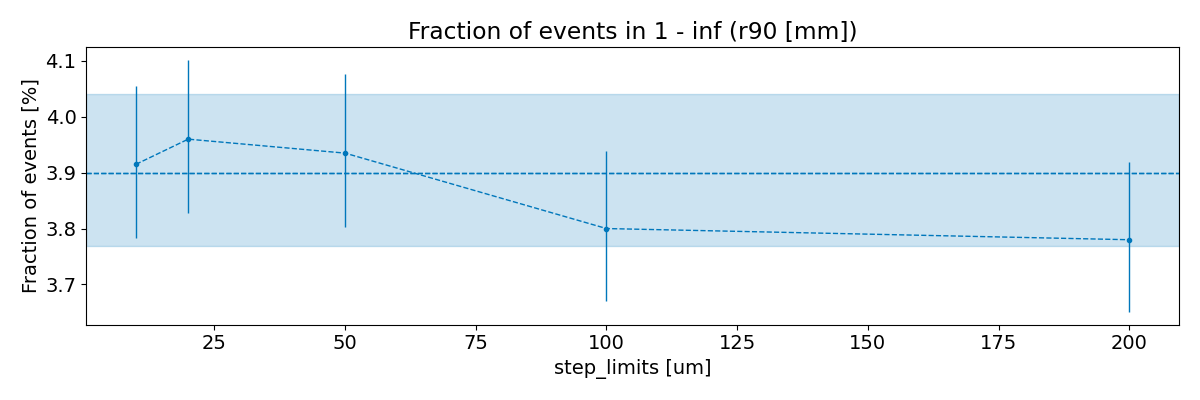 Fraction of events in 1 - inf (r90 [mm])
Fraction of events [%]
4.1
4.0
3.9
3.8
3.7
25 50 75 100 125 150 175 200
step_limits [um]